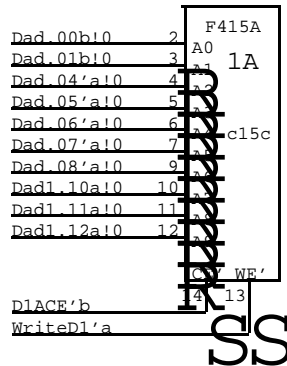 F415A
Dad.00b!0 2 A0
1A
Dad.01b!0 3 A1
Dad.04'a!0 4 A2
Dad.05'a!0 5
Dad.06'a!0 6
c15c
Dad.07'a!0 7
Dad.08'a!0 9
Dad1.10a!0 10
Dad1.11a!0 11
Dad1.12a!0 12
WE'
14 13
D1ACE'b
WriteD1'a
SS